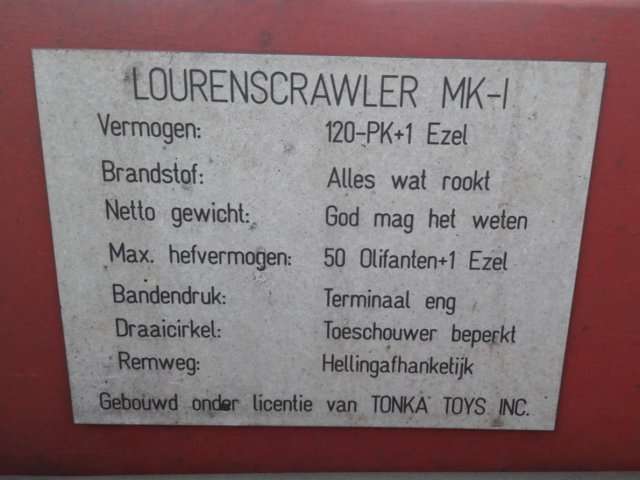 LOURENSCRAWLER MK-I
Vermogen: 120-PK+1 Ezel
Brandstof: Alles wat rookt
Netto gewicht: God mag het weten
Max. hefvermogen: 50 Olifanten+1 Ezel
Bandendruk: Terminaal eng
Draaicirkel: Toeschouwer beperkt
Remweg: Hellingafhanketijk
Gebouwd onder licentie van TONKA TOYS INC.